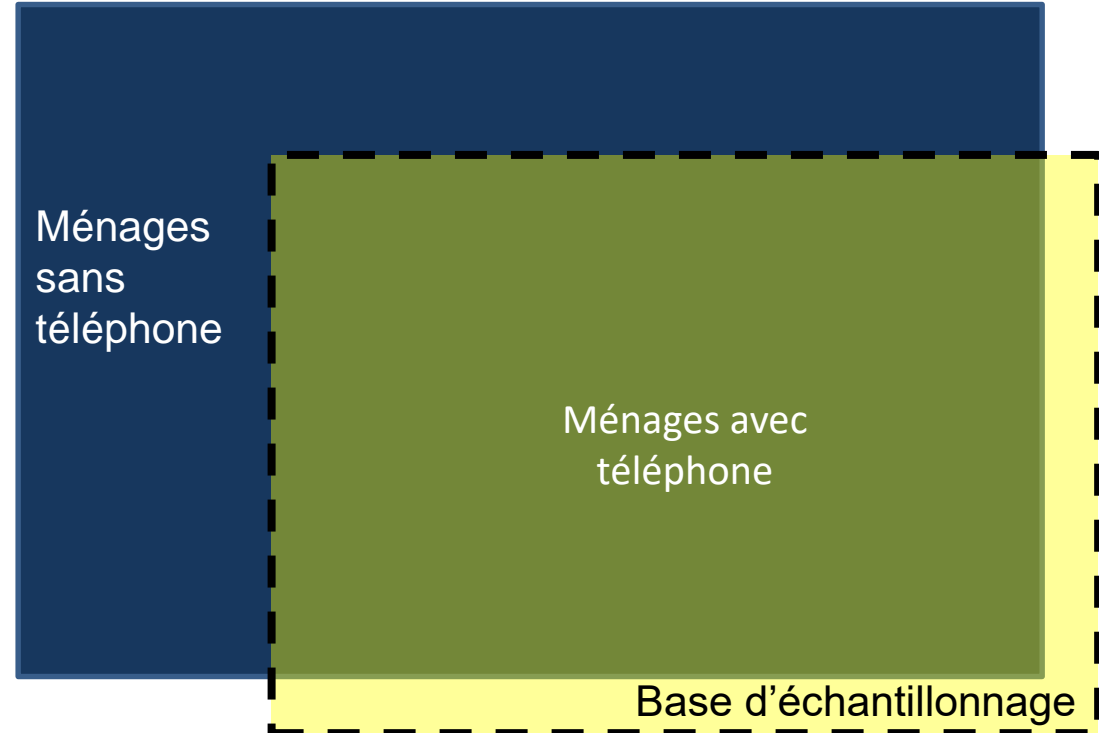 Ménages
sans
téléphone
Ménages avec
téléphone
Base d'échantillonnage